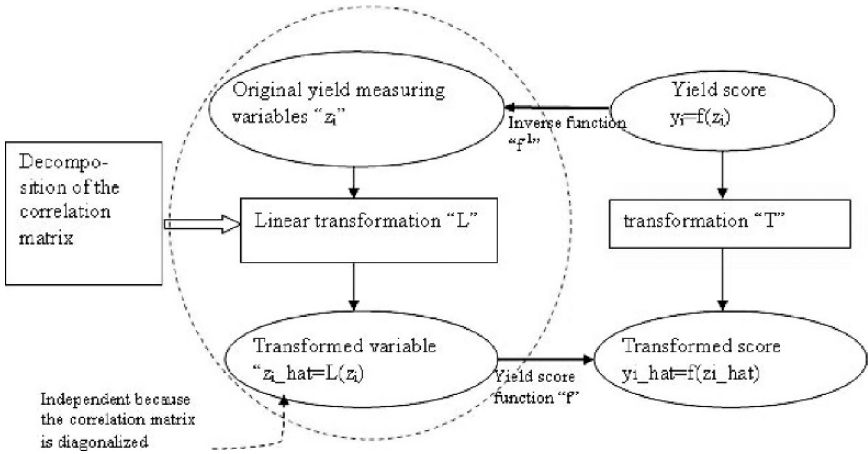 Original yield measuring
variables “zᵢ”
Yield score
yᵢ=f(zᵢ)
Inverse function
“f¹”
Decompo-
sition of the
correlation
matrix
Linear transformation “L”
transformation “T”
Transformed variable
“zᵢ_hat=L(zᵢ)
Transformed score
yi_hat=f(zi_hat)
Yield score
function “f”
Independent because
the correlation matrix
is diagonalized